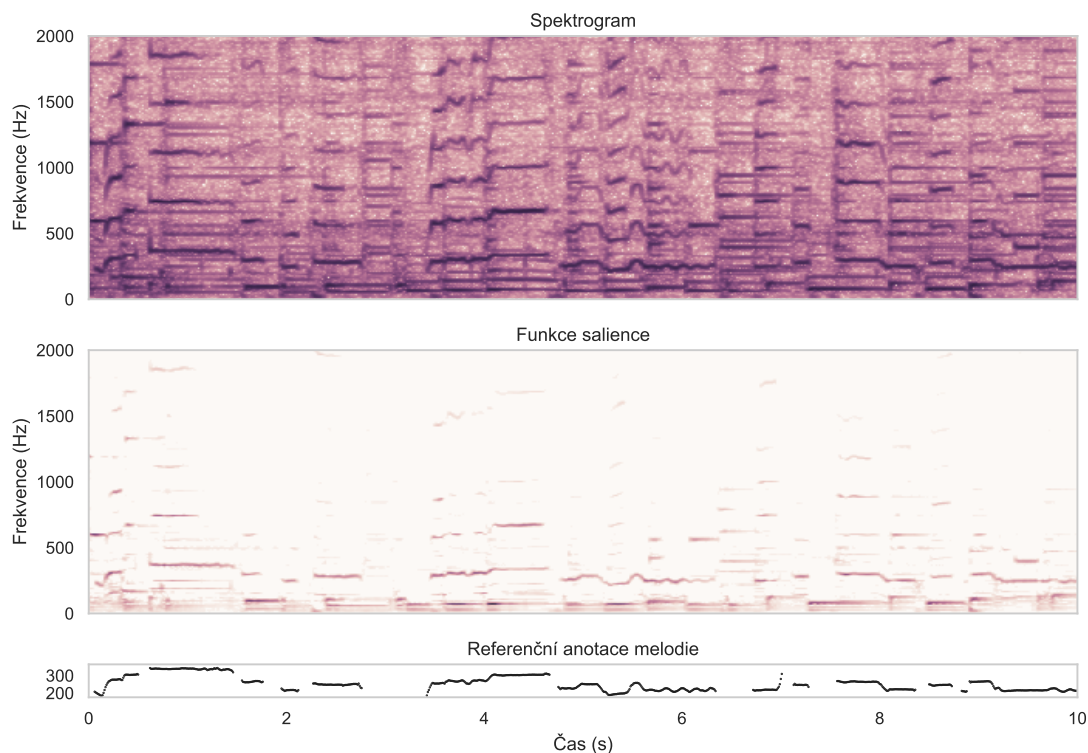 Spektrogram
2000
1500
1000
500
0
Frekvence (Hz)
Funkce salience
2000
1500
1000
500
0
Frekvence (Hz)
Referenční anotace melodie
300
200
0 2 4 6 8 10
Čas (s)